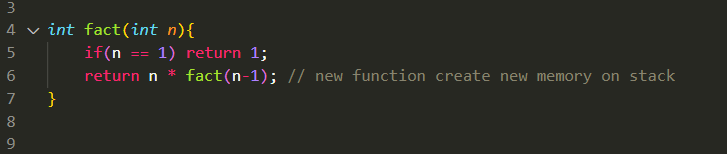 3
4 int fact(int n){
5 if(n == 1) return 1;
6 return n * fact(n-1); // new function create new memory on stack
7 }
8
9